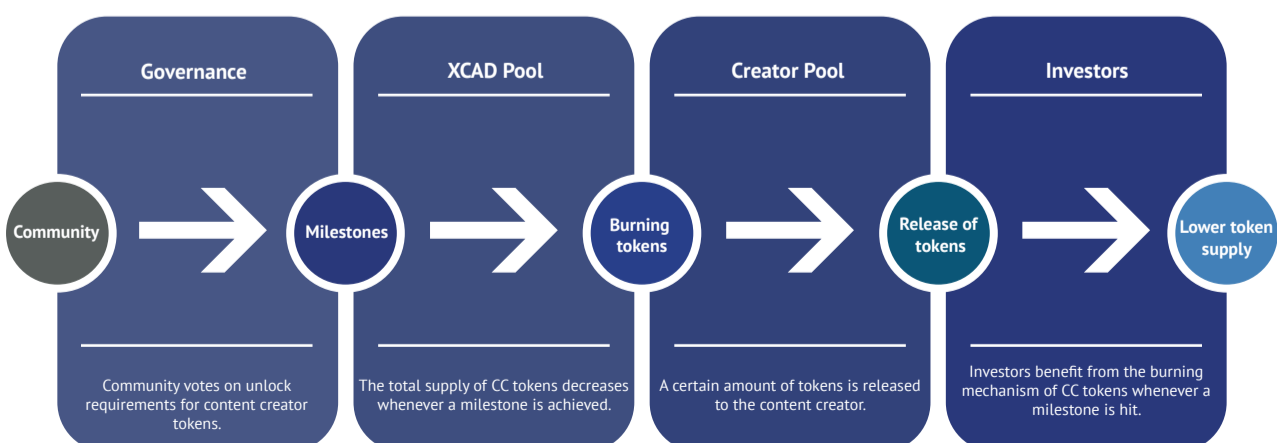 Governance
XCAD Pool
Creator Pool
Investors
Community
Milestones
Burning
tokens
Release of
tokens
Lower token
supply
Community votes on unlock
requirements for content creator
tokens.
The total supply of CC tokens decreases
whenever a milestone is achieved.
A certain amount of tokens is released
to the content creator.
Investors benefit from the burning
mechanism of CC tokens whenever a
milestone is hit.